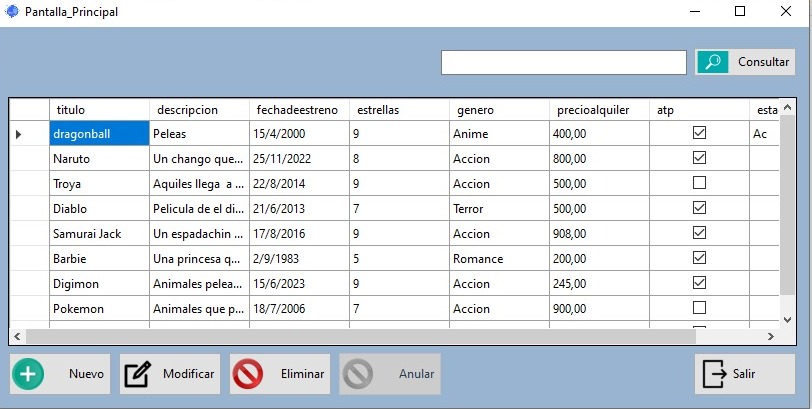 Pantalla_Principal
Consultar
titulo descripcion fechadeestreno estrellas genero precioalquiler atp esta
dragonball Peleas 15/4/2000 9 Anime 400,00 Ac
Naruto Un chango que... 25/11/2022 8 Accion 800,00
Troya Aquiles llega a ... 22/8/2014 9 Accion 500,00
Diablo Pelicula de el di... 21/6/2013 7 Terror 500,00
Samurai Jack Un espadachin ... 17/8/2016 9 Accion 908,00
Barbie Una princesa q... 2/9/1983 5 Romance 200,00
Digimon Animales pelea... 15/6/2023 9 Accion 245,00
Pokemon Animales que p... 18/7/2006 7 Accion 900,00
Nuevo Modificar Eliminar Anular Salir